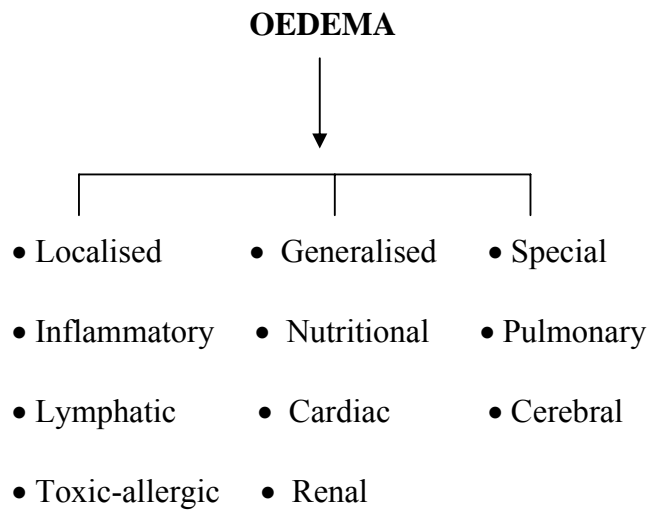 OEDEMA
• Localised • Generalised • Special
• Inflammatory • Nutritional • Pulmonary
• Lymphatic • Cardiac • Cerebral
• Toxic-allergic • Renal